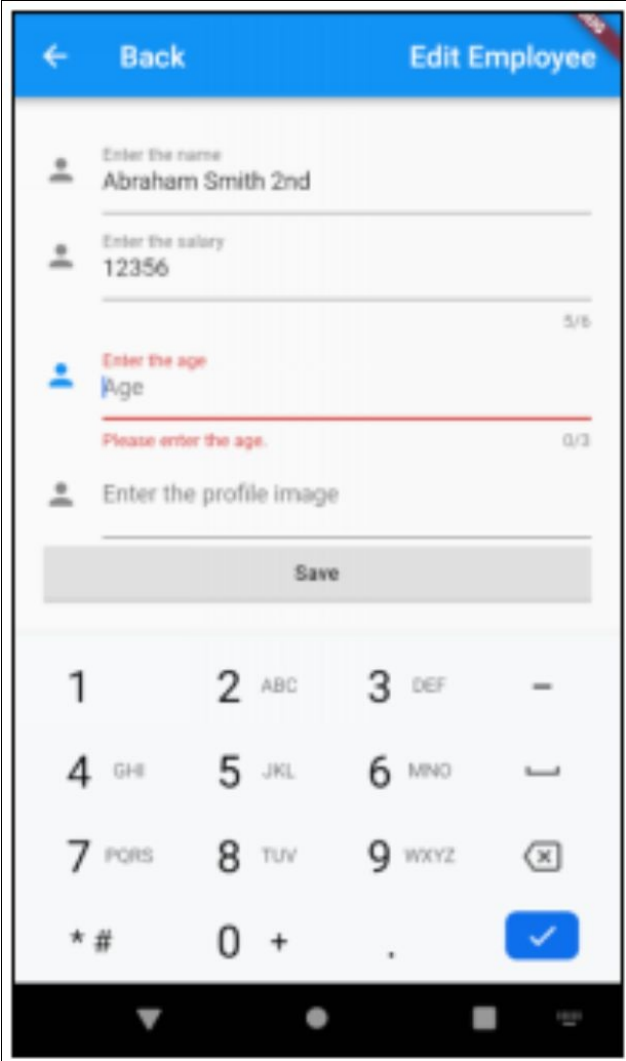 Back Edit Employee
Enter the name
Abraham Smith 2nd
Enter the salary
12356
5/6
Enter the age
Age
Please enter the age. 0/3
Enter the profile image
Save
1 2 ABC 3 DEF -
4 GHI 5 JKL 6 MNO
7 PQRS 8 TUV 9 WXYZ
* # 0 + .